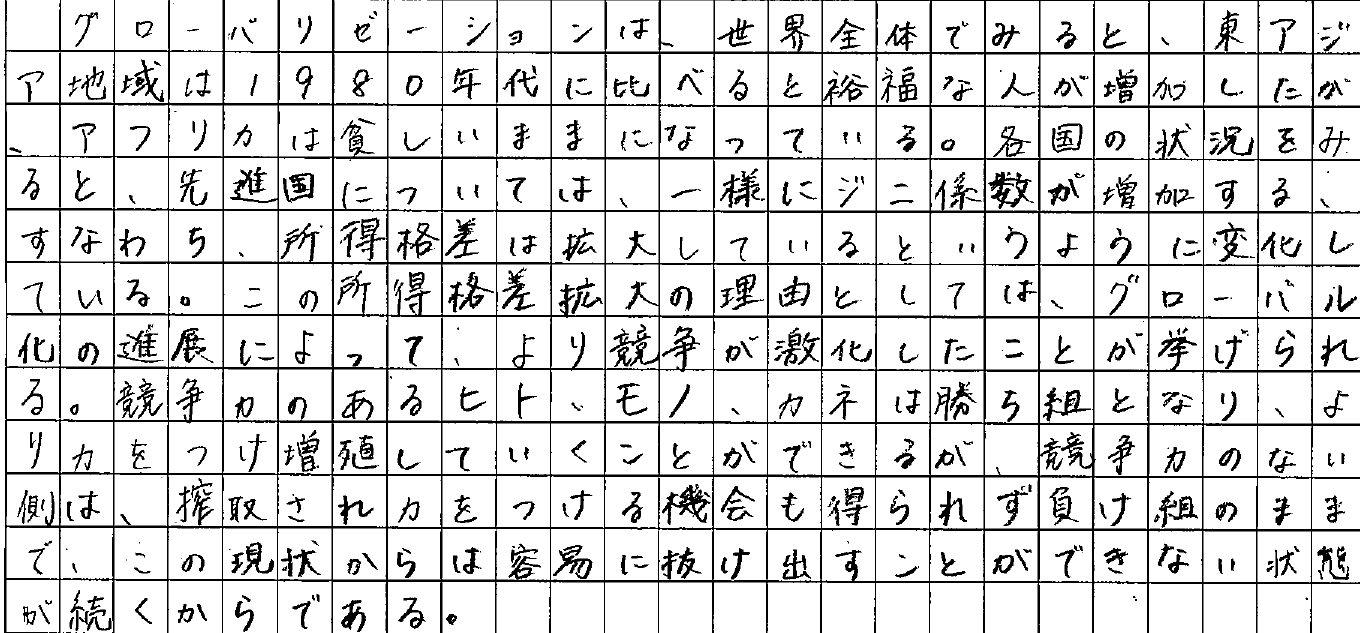 グローバリゼーションは、世界全体でみると、東アジ
ア地域は1980年代に比べると裕福な人が増加したが
、アフリカは貧しいままになっている。各国の状況をみ
ると、先進国については、一様にジニ係数が増加する、
すなわち、所得格差は拡大しているというように変化し
ている。この所得格差拡大の理由としては、グローバル
化の進展によって、より競争が激化したことが挙げられ
る。競争力のあるヒト、モノ、カネは勝ち組となり、よ
り力をつけ増殖していくことができるが、競争力のない
側は、搾取され力をつける機会も得られず負け組のまま
で、この現状からは容易に抜け出すことができない状態
が続くからである。